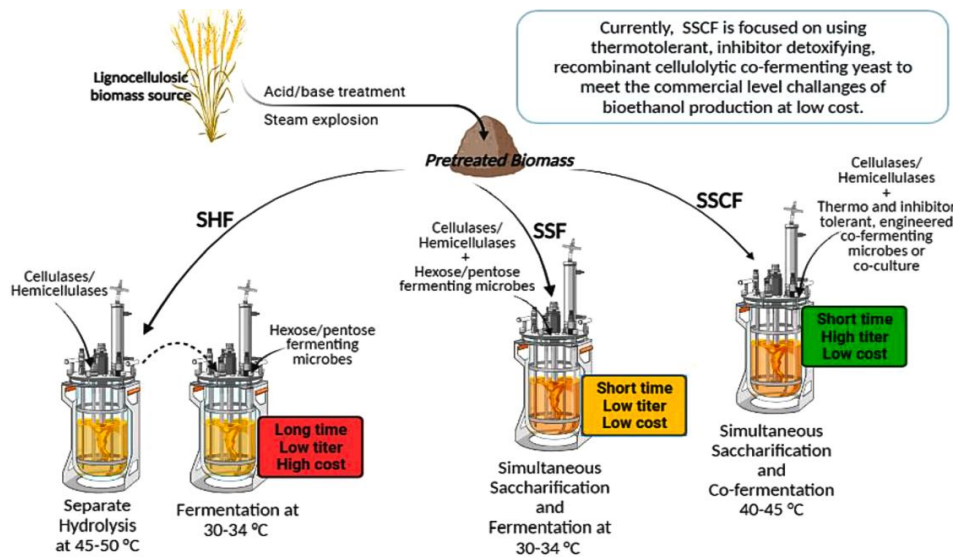 Currently, SSCF is focused on using
thermotolerant, inhibitor detoxifying,
recombinant cellulolytic co-fermenting yeast to
meet the commercial level challanges of
bioethanol production at low cost.
Lignocellulosic
biomass source
Acid/base treatment
Steam explosion
Pretreated Biomass
SHF
SSF
SSCF
Cellulases/
Hemicellulases
Hexose/pentose
fermenting microbes
Long time
Low titer
High cost
Separate
Hydrolysis
at 45-50 °C
Fermentation at
30-34 °C
Cellulases/
Hemicellulases
+
Hexose/pentose
fermenting microbes
Short time
Low titer
Low cost
Simultaneous
Saccharification
and
Fermentation at
30-34 °C
Cellulases/
Hemicellulases
+
Thermo and inhibitor
tolerant, engineered
co-fermenting
microbes or
co-culture
Short time
High titer
Low cost
Simultaneous
Saccharification
and
Co-fermentation
40-45 °C